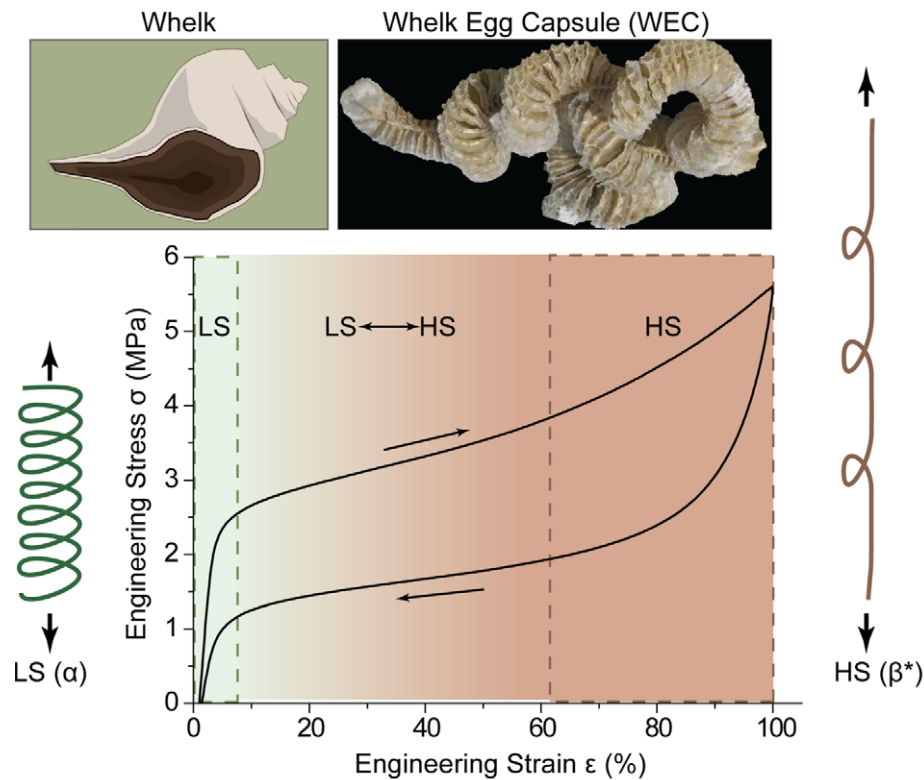 Whelk
Whelk Egg Capsule (WEC)
6
5
4
3
2
1
0
Engineering Stress σ (MPa)
LS
LS HS
HS
0
20
40
60
80
100
Engineering Strain ε (%)
LS (α)
HS (β*)